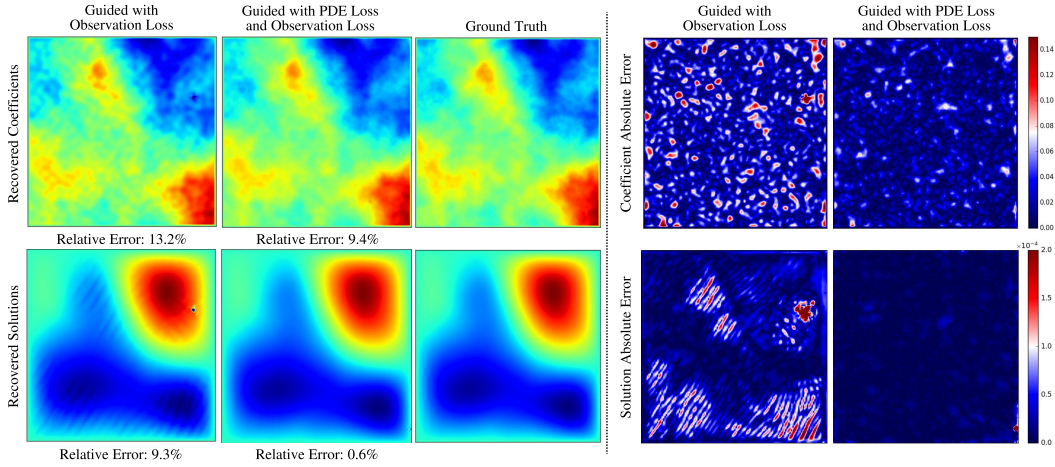 Guided with
Observation Loss
Guided with PDE Loss
and Observation Loss
Ground Truth
Guided with
Observation Loss
Guided with PDE Loss
and Observation Loss
Recovered Coefficients
Relative Error: 13.2%
Relative Error: 9.4%
Coefficient Absolute Error
0.14
0.12
0.10
0.08
0.06
0.04
0.02
0.00
Recovered Solutions
Relative Error: 9.3%
Relative Error: 0.6%
Solution Absolute Error
×10⁻⁴
2.0
1.5
1.0
0.5
0.0